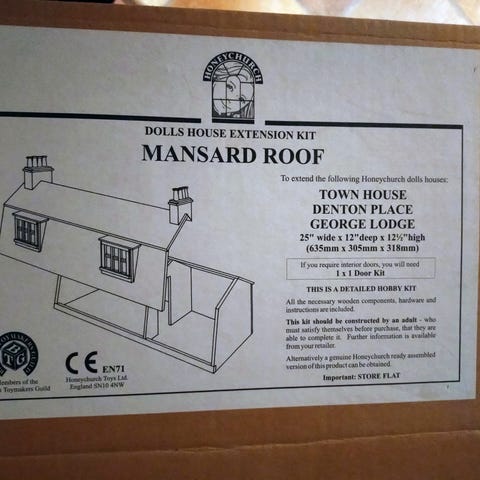 HONEYCHURCH
DOLLS HOUSE EXTENSION KIT
MANSARD ROOF
To extend the following Honeychurch dolls houses:
TOWN HOUSE
DENTON PLACE
GEORGE LODGE
25" wide x 12"deep x 12½"high
(635mm x 305mm x 318mm)
If you require interior doors, you will need
1 x 1 Door Kit
THIS IS A DETAILED HOBBY KIT
All the necessary wooden components, hardware and
instructions are included.
This kit should be constructed by an adult - who
must satisfy themselves before purchase, that they are
able to complete it. Further information is available
from your retailer.
Alternatively a genuine Honeychurch ready assembled
version of this product can be obtained.
Important: STORE FLAT
TG
embers of the
Toymakers Guild
CE EN71
Honeychurch Toys Ltd.
England SN10 4NW